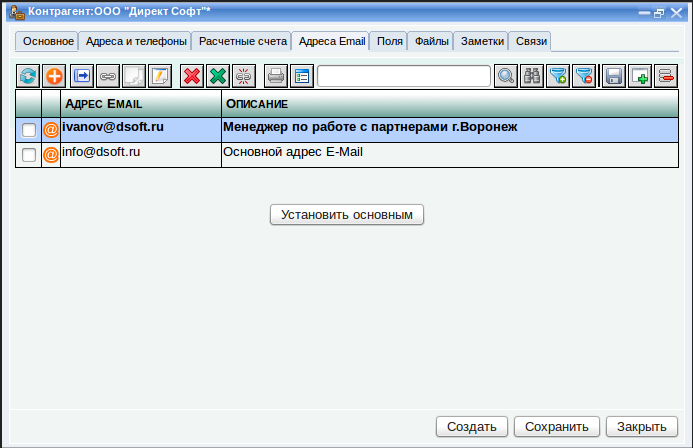 Контрагент:ООО "Директ Софт"*
Основное Адреса и телефоны Расчетные счета Адреса Email Поля Файлы Заметки Связи
Адрес Email Описание
ivanov@dsoft.ru Менеджер по работе с партнерами г.Воронеж
info@dsoft.ru Основной адрес E-Mail
Установить основным
Создать Сохранить Закрыть